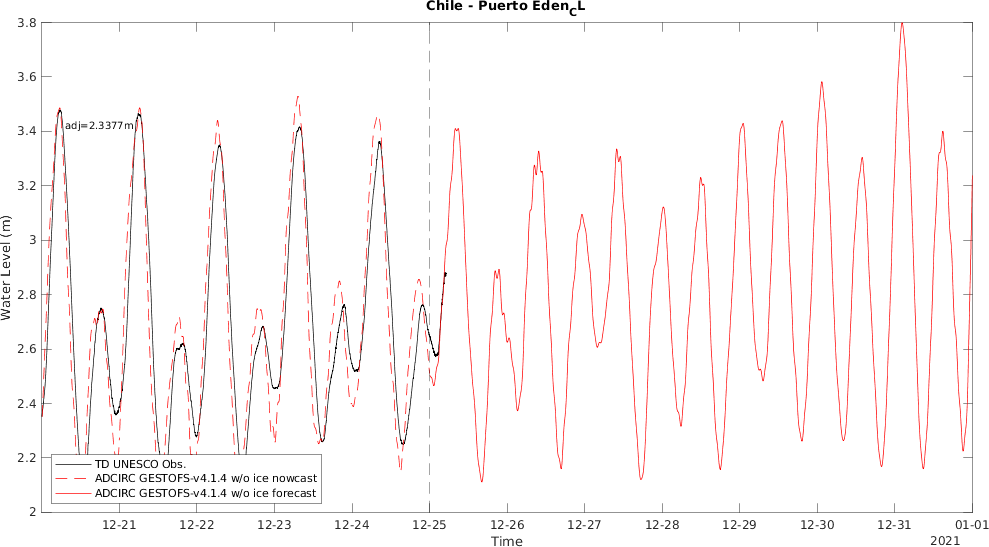 Chile - Puerto Eden_CL
3.8
3.6
3.4
3.2
3
2.8
2.6
2.4
2.2
2
Water Level (m)
adj=2.3377m
TD UNESCO Obs.
ADCIRC GESTOFS-v4.1.4 w/o ice nowcast
ADCIRC GESTOFS-v4.1.4 w/o ice forecast
12-21 12-22 12-23 12-24 12-25 12-26 12-27 12-28 12-29 12-30 12-31 01-01
Time
2021